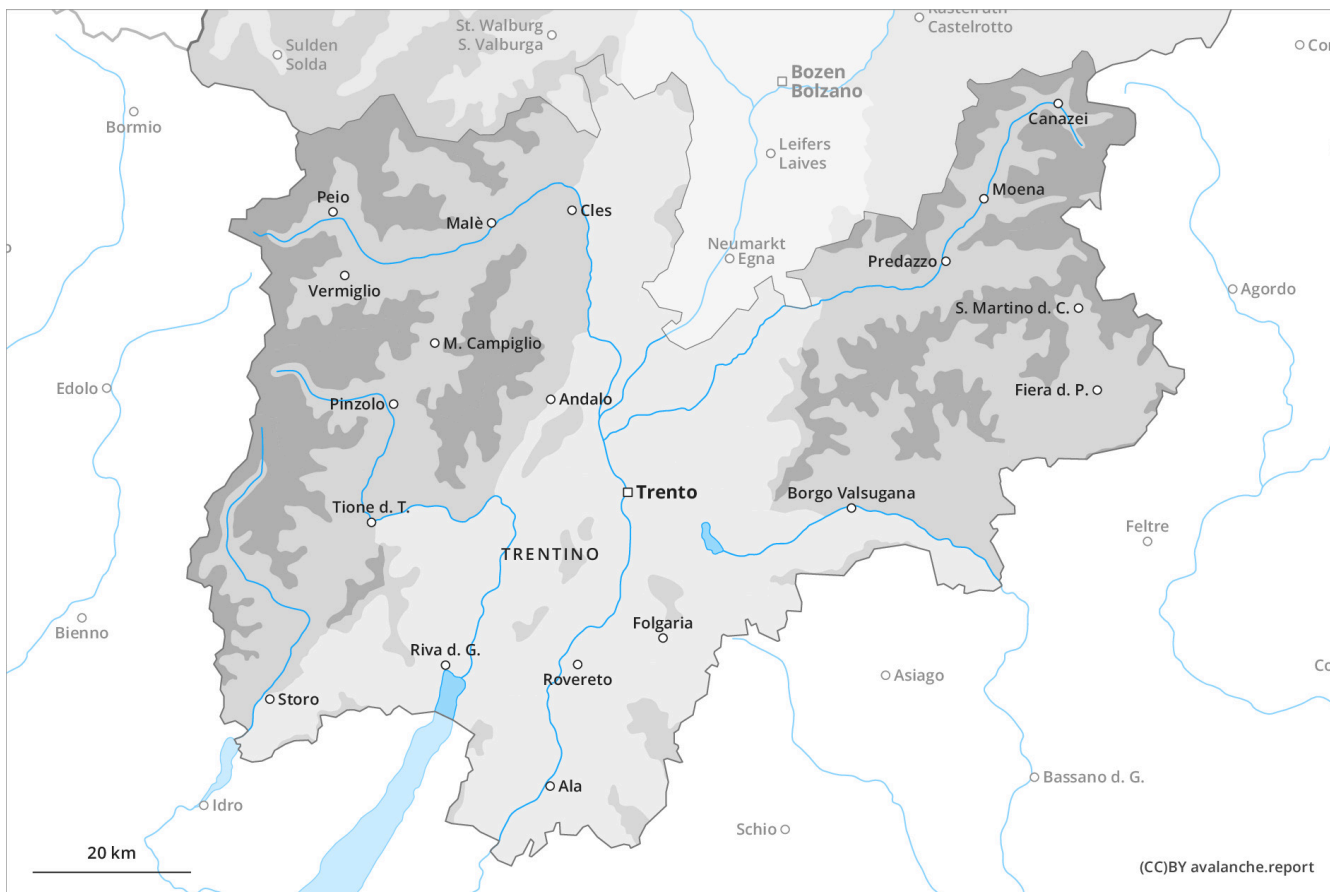 Kastelruth
Castelrotto
St. Walburg
S. Valburga
Sulden
Solda
Bozen
Bolzano
Bormio
Canazei
Leifers
Laives
Moena
Peio
Malè
Cles
Neumarkt
Egna
Predazzo
Vermiglio
Agordo
S. Martino d. C.
M. Campiglio
Edolo
Pinzolo
Andalo
Fiera d. P.
Trento
Borgo Valsugana
Tione d. T.
Feltre
TRENTINO
Bienno
Folgaria
Riva d. G.
Rovereto
Asiago
Storo
Ala
Bassano d. G.
Idro
Schio
20 km
(CC)BY avalanche.report